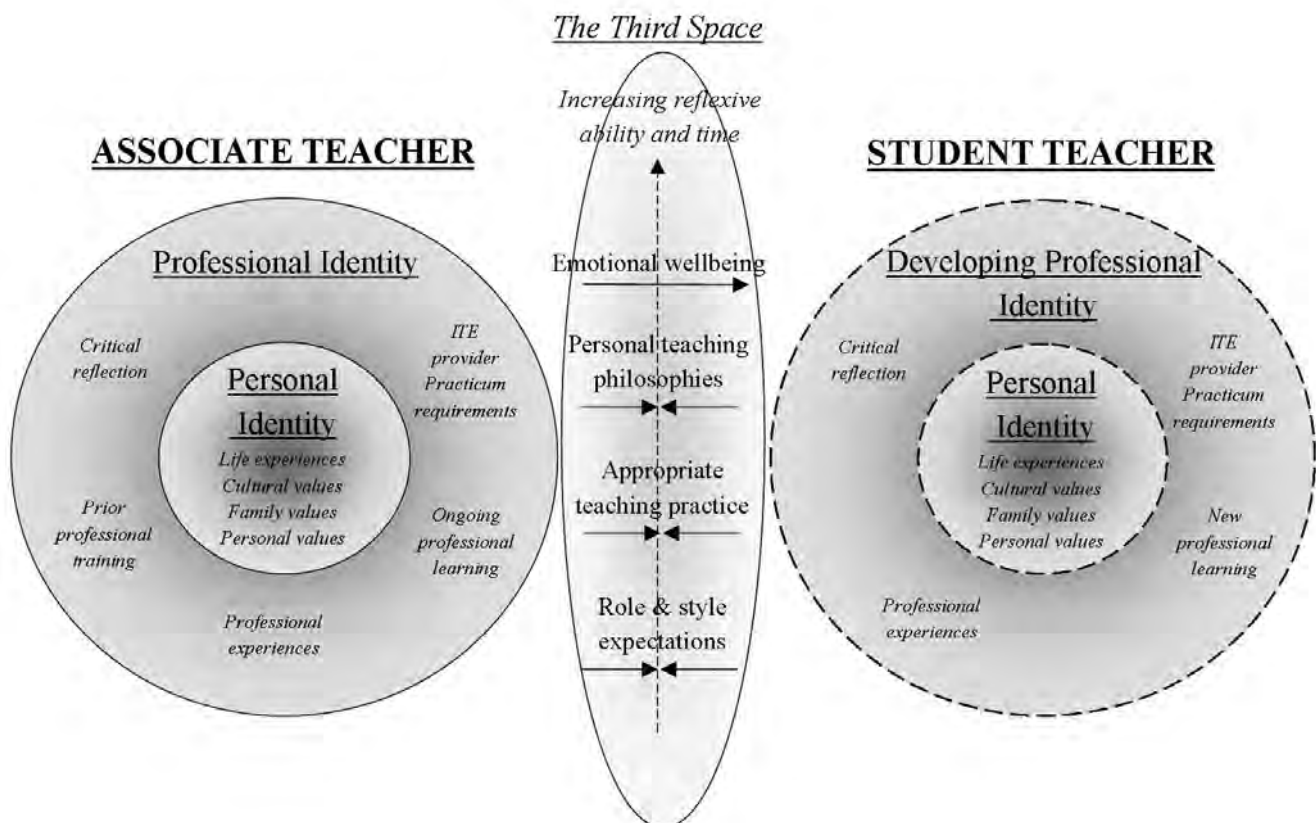 The Third Space
Increasing reflexive
ability and time
ASSOCIATE TEACHER
Professional Identity
Critical
reflection
ITE
provider
Practicum
requirements
Personal
Identity
Life experiences
Cultural values
Family values
Personal values
Prior
professional
training
Ongoing
professional
learning
Professional
experiences
Emotional wellbeing
Personal teaching
philosophies
Appropriate
teaching practice
Role & style
expectations
STUDENT TEACHER
Developing Professional
Identity
Critical
reflection
ITE
provider
Practicum
requirements
Personal
Identity
Life experiences
Cultural values
Family values
Personal values
New
professional
learning
Professional
experiences